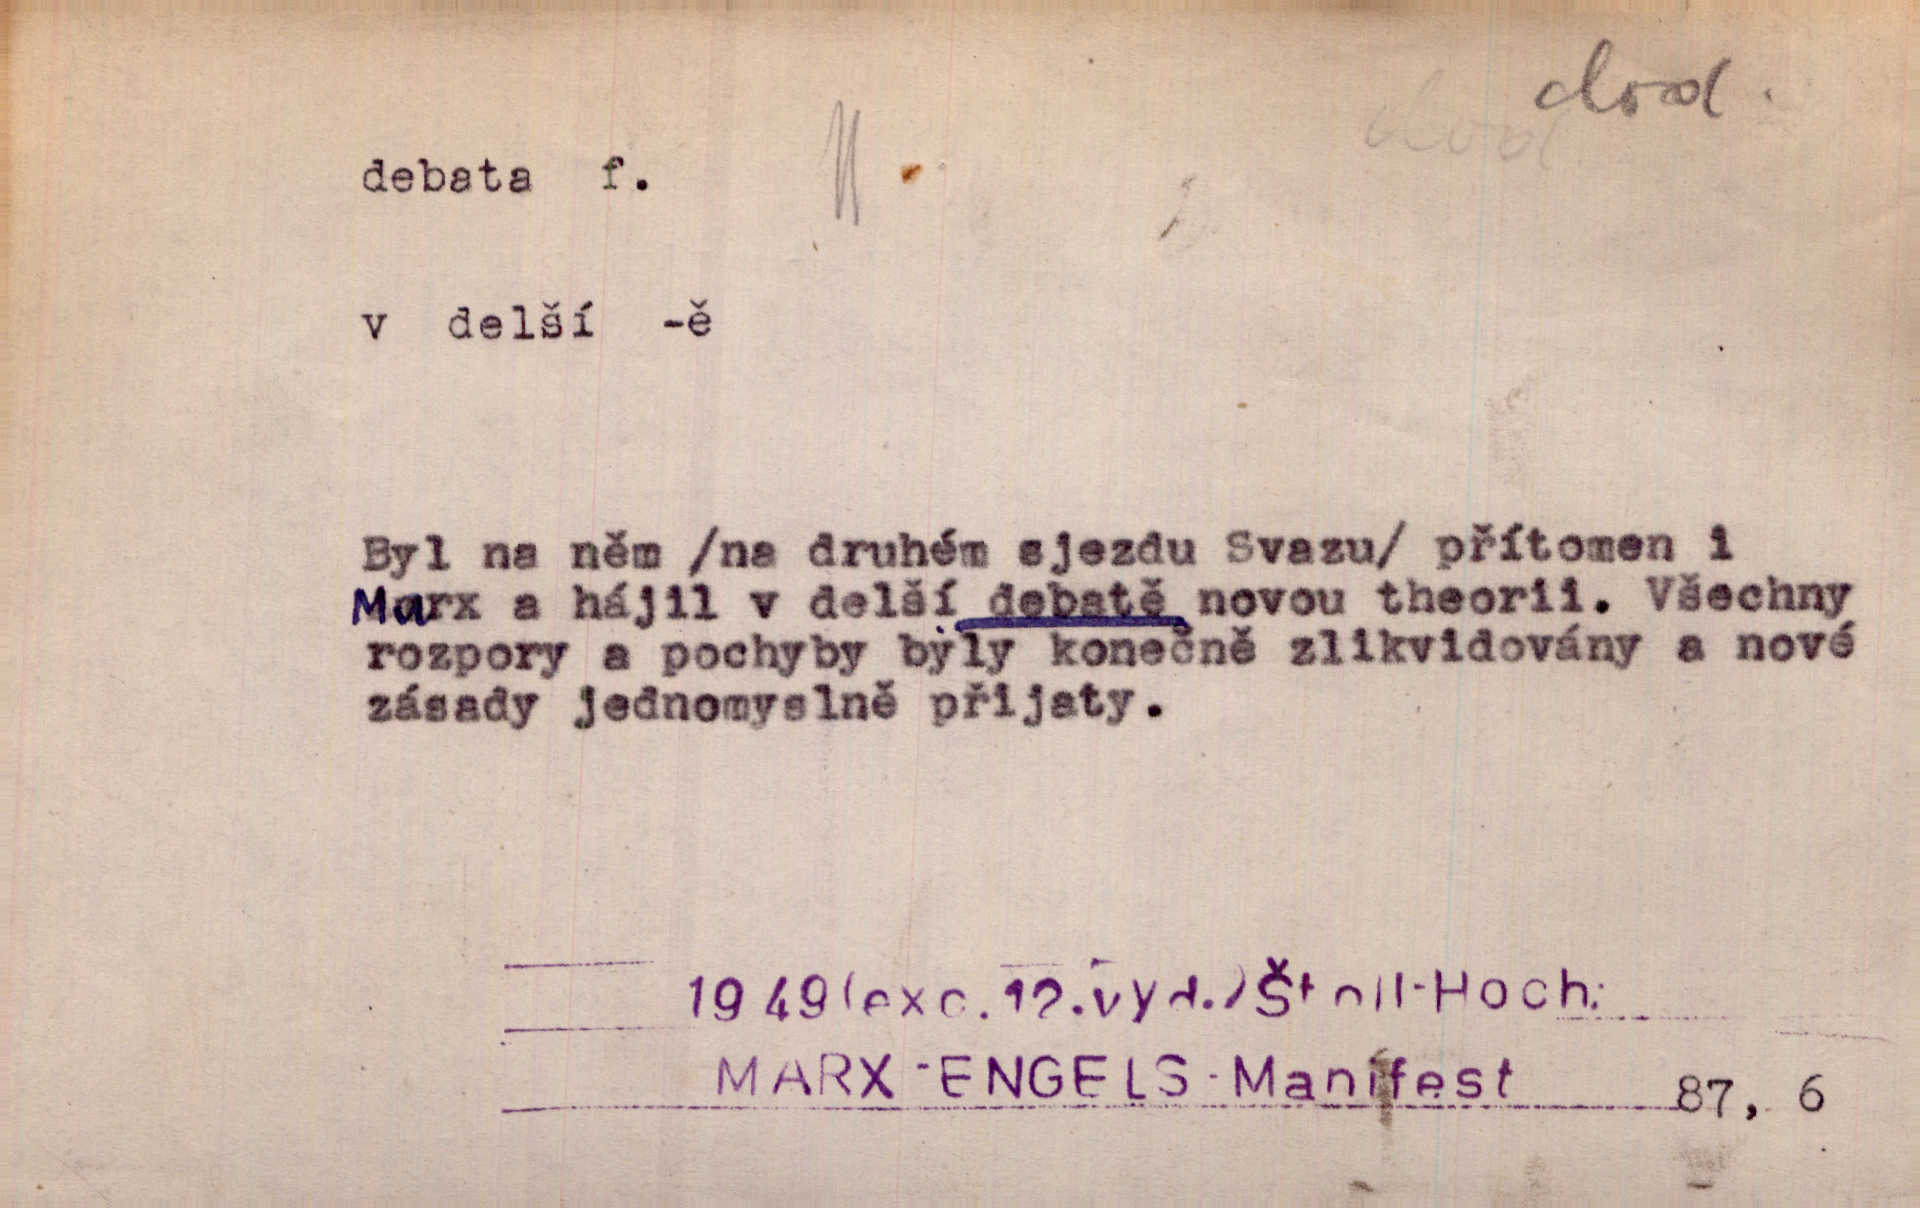 dod.
debata f.
v delší -ě
Byl na něm /na druhém sjezdu Svazu/ přítomen i
Marx a hájil v delší debatě novou theorii. Všechny
rozpory a pochyby byly konečně zlikvidovány a nové
zásady jednomyslně přijaty.
1949(exc. 12.vyd.)Štoll-Hoch.
MARX-ENGELS-Manifest 87, 6